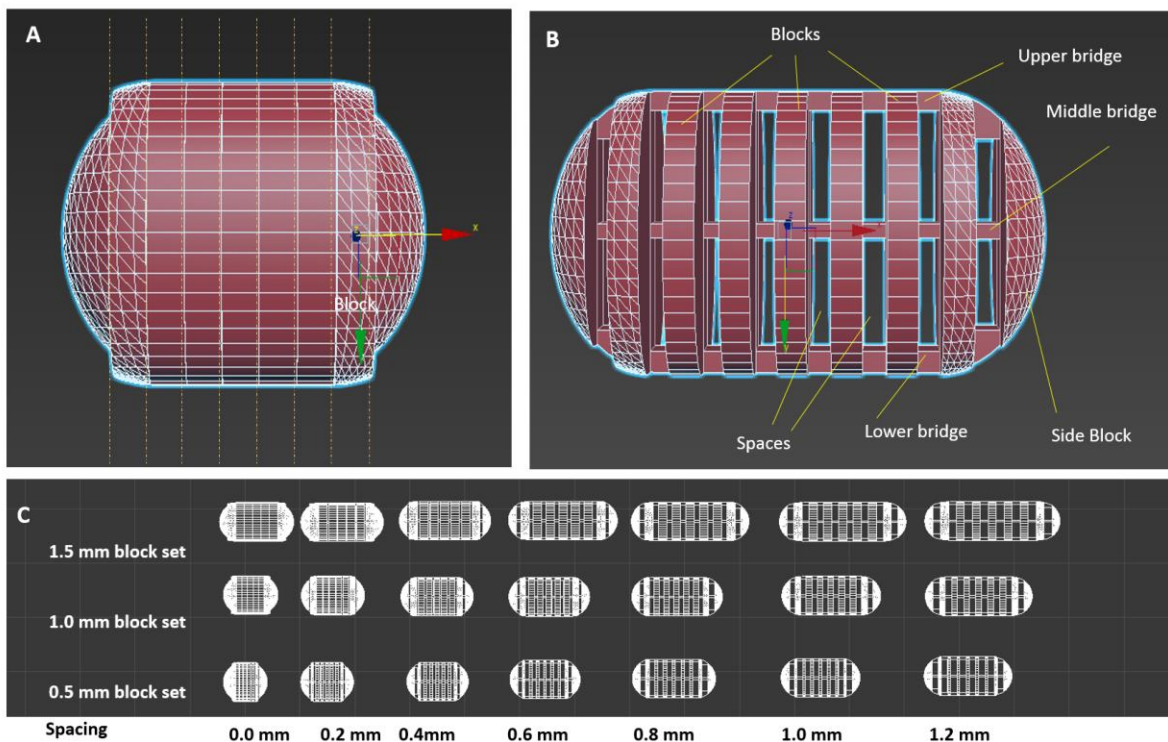 A
Block
x
B
Blocks
Upper bridge
Middle bridge
Spaces
Lower bridge
Side Block
C
1.5 mm block set
1.0 mm block set
0.5 mm block set
Spacing 0.0 mm 0.2 mm 0.4mm 0.6 mm 0.8 mm 1.0 mm 1.2 mm